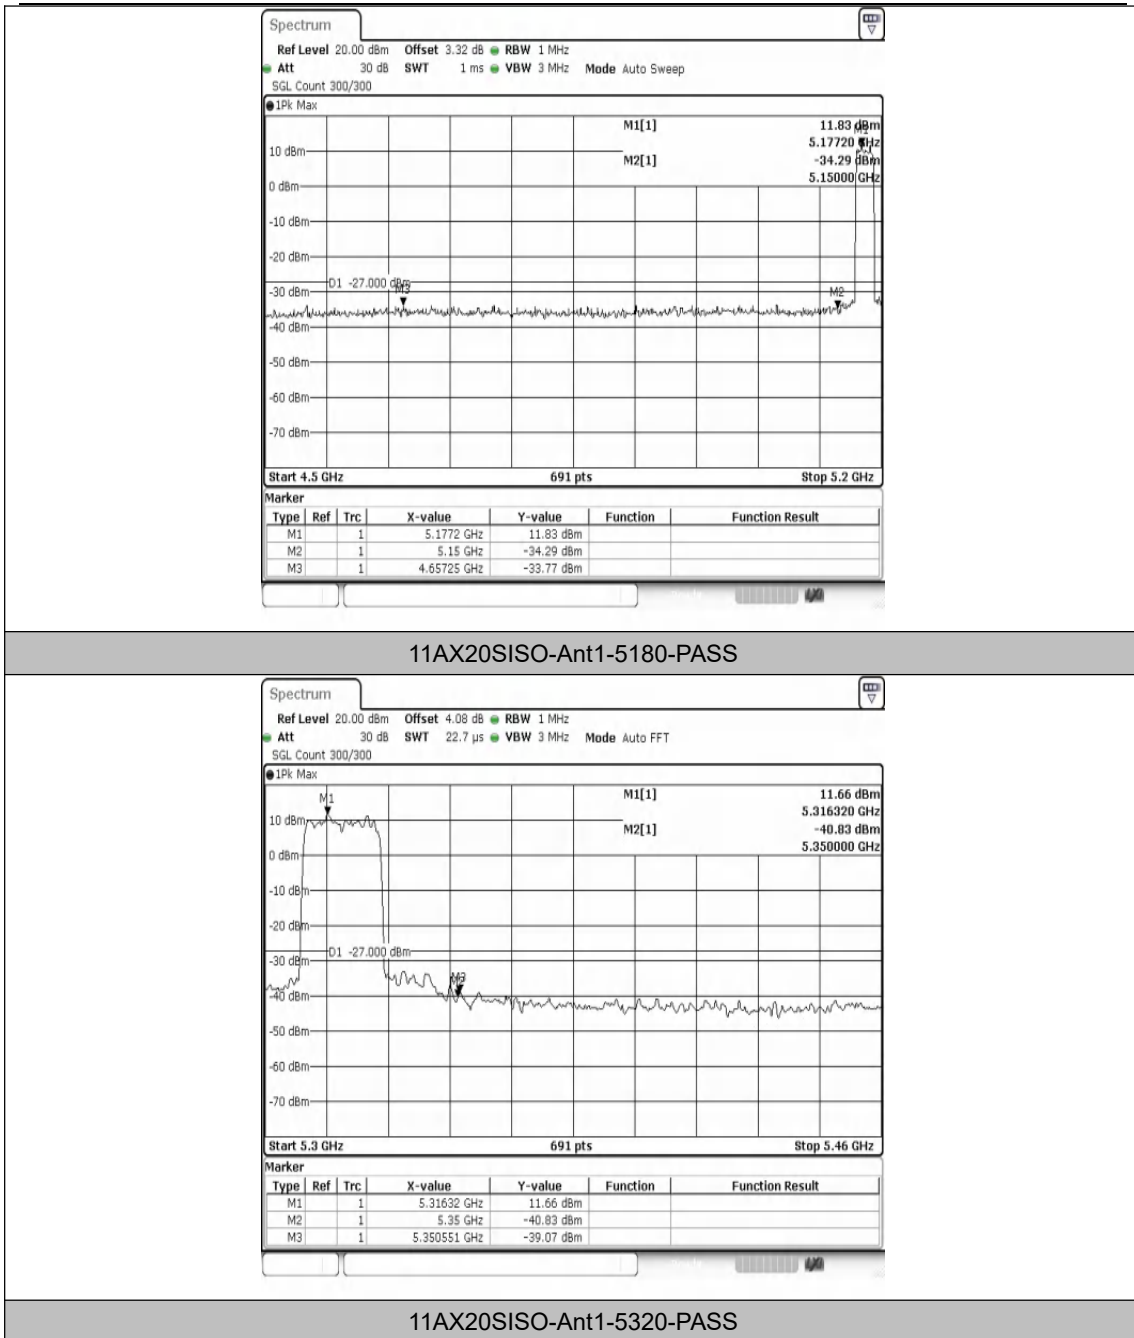 Spectrum
Ref Level 20.00 dBm Offset 3.32 dB RBW 1 MHz
Att 30 dB SWT 1 ms VBW 3 MHz Mode Auto Sweep
SGL Count 300/300
1Pk Max
M1[1] 11.83 dBm
5.17720 GHz
M1
10 dBm
M2[1] -34.29 dBm
5.15000 GHz
0 dBm
-10 dBm
-20 dBm
D1 -27.000 dBm
-30 dBm
M3
M2
-40 dBm
-50 dBm
-60 dBm
-70 dBm
Start 4.5 GHz 691 pts Stop 5.2 GHz
Marker
Type Ref Trc X-value Y-value Function Function Result
M1 1 5.1772 GHz 11.83 dBm
M2 1 5.15 GHz -34.29 dBm
M3 1 4.65725 GHz -33.77 dBm
11AX20SISO-Ant1-5180-PASS
Spectrum
Ref Level 20.00 dBm Offset 4.08 dB RBW 1 MHz
Att 30 dB SWT 22.7 µs VBW 3 MHz Mode Auto FFT
SGL Count 300/300
1Pk Max
M1
M1[1] 11.66 dBm
5.316320 GHz
10 dBm
M2[1] -40.83 dBm
5.350000 GHz
0 dBm
-10 dBm
-20 dBm
D1 -27.000 dBm
-30 dBm
M3
-40 dBm
-50 dBm
-60 dBm
-70 dBm
Start 5.3 GHz 691 pts Stop 5.46 GHz
Marker
Type Ref Trc X-value Y-value Function Function Result
M1 1 5.31632 GHz 11.66 dBm
M2 1 5.35 GHz -40.83 dBm
M3 1 5.350551 GHz -39.07 dBm
11AX20SISO-Ant1-5320-PASS